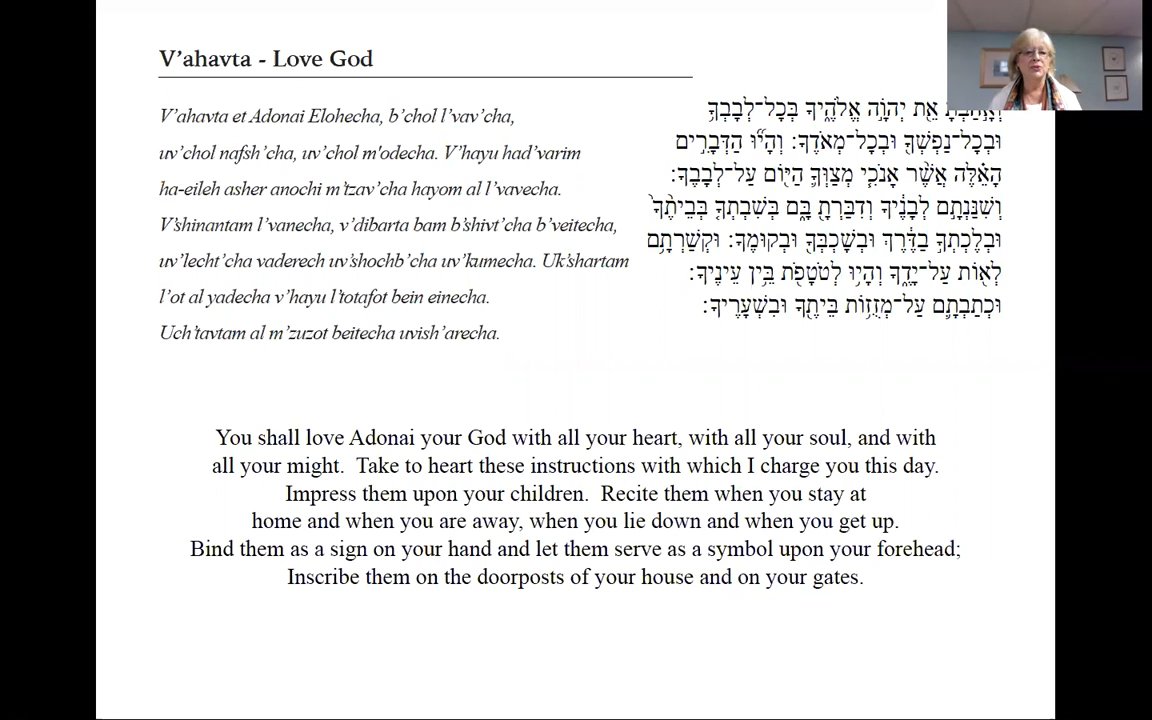 V’ahavta - Love God
V’ahavta et Adonai Elohecha, b’chol l’vav’cha,
uv’chol nafsh’cha, uv’chol m'odecha. V’hayu had’varim
ha-eileh asher anochi m’tzav’cha hayom al l’vavecha.
V’shinantam l’vanecha, v’dibarta bam b’shivt’cha b’veitecha,
uv’lecht’cha vaderech uv’shochb’cha uv’kumecha. Uk’shartam
l’ot al yadecha v’hayu l’totafot bein einecha.
Uch’tavtam al m’zuzot beitecha uvish’arecha.
וְאָ֣הַבְתָּ֔ אֵ֖ת יְהֹוָ֣ה אֱלֹהֶ֑יךָ בְּכׇל־לְבָבְךָ֥
וּבְכׇל־נַפְשְׁךָ֖ וּבְכׇל־מְאֹדֶֽךָ׃ וְהָי֞וּ הַדְּבָרִ֣ים
הָאֵ֗לֶּה אֲשֶׁ֨ר אָנֹכִ֧י מְצַוְּךָ֛ הַיּ֖וֹם עַל־לְבָבֶֽךָ׃
וְשִׁנַּנְתָּ֣ם לְבָנֶ֔יךָ וְדִבַּרְתָּ֖ בָּ֑ם בְּשִׁבְתְּךָ֤ בְּבֵיתֶ֙ךָ֙
וּבְלֶכְתְּךָ֣ בַדֶּ֔רֶךְ וּֽבְשׇׁכְבְּךָ֖ וּבְקוּמֶֽךָ׃ וּקְשַׁרְתָּ֥ם
לְא֖וֹת עַל־יָדֶ֑ךָ וְהָי֥וּ לְטֹטָפֹ֖ת בֵּ֥ין עֵינֶֽיךָ׃
וּכְתַבְתָּ֛ם עַל־מְזֻז֥וֹת בֵּיתֶ֖ךָ וּבִשְׁעָרֶֽיךָ׃
You shall love Adonai your God with all your heart, with all your soul, and with
all your might.  Take to heart these instructions with which I charge you this day.
Impress them upon your children.  Recite them when you stay at
home and when you are away, when you lie down and when you get up.
Bind them as a sign on your hand and let them serve as a symbol upon your forehead;
Inscribe them on the doorposts of your house and on your gates.